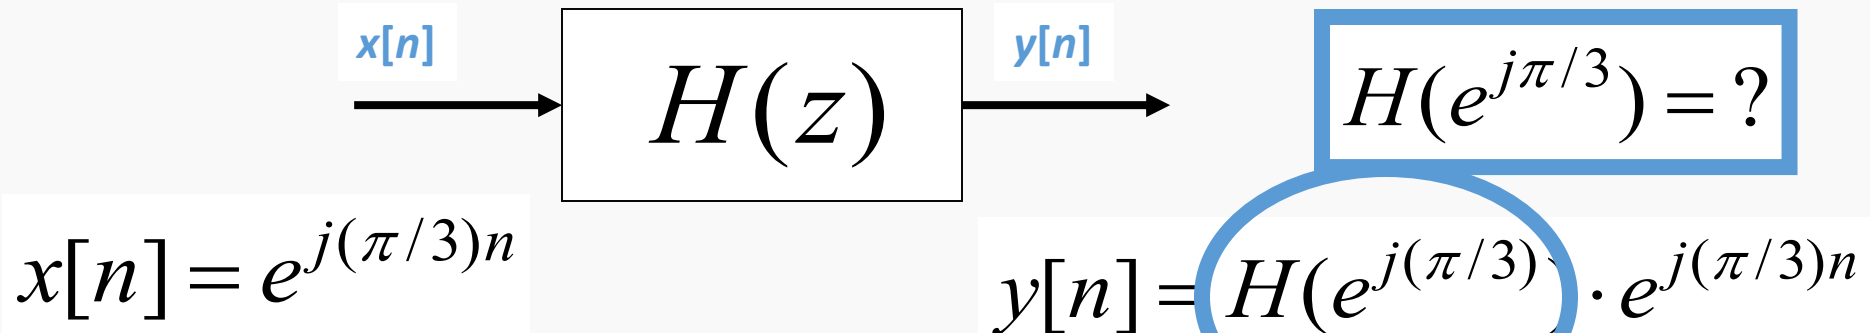 x[n]
y[n]
H(z)
H(e^{jπ/3}) = ?
x[n] = e^{j(π/3)n}
y[n] = H(e^{j(π/3)}) · e^{j(π/3)n}